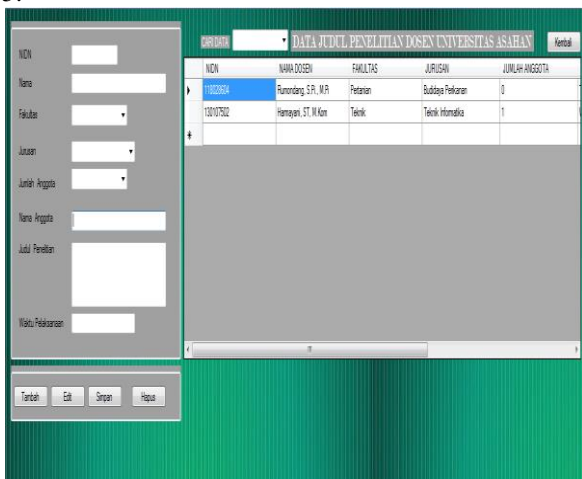 CARI DATA
DATA JUDUL PENELITIAN DOSEN UNIVERSITAS ASAHAN
Kembali
NIDN
Nama
Fakultas
Jurusan
Jumlah Anggota
Nama Anggota
Judul Penelitian
Waktu Pelaksanaan
Tambah Edit Simpan Hapus
NIDN NAMA DOSEN FAKULTAS JURUSAN JUMLAH ANGGOTA
118028604 Rumondang, S.Pi., M.Pi Pertanian Budidaya Perikanan 0
130107502 Harmayani, ST, M.Kom Teknik Teknik Informatika 1